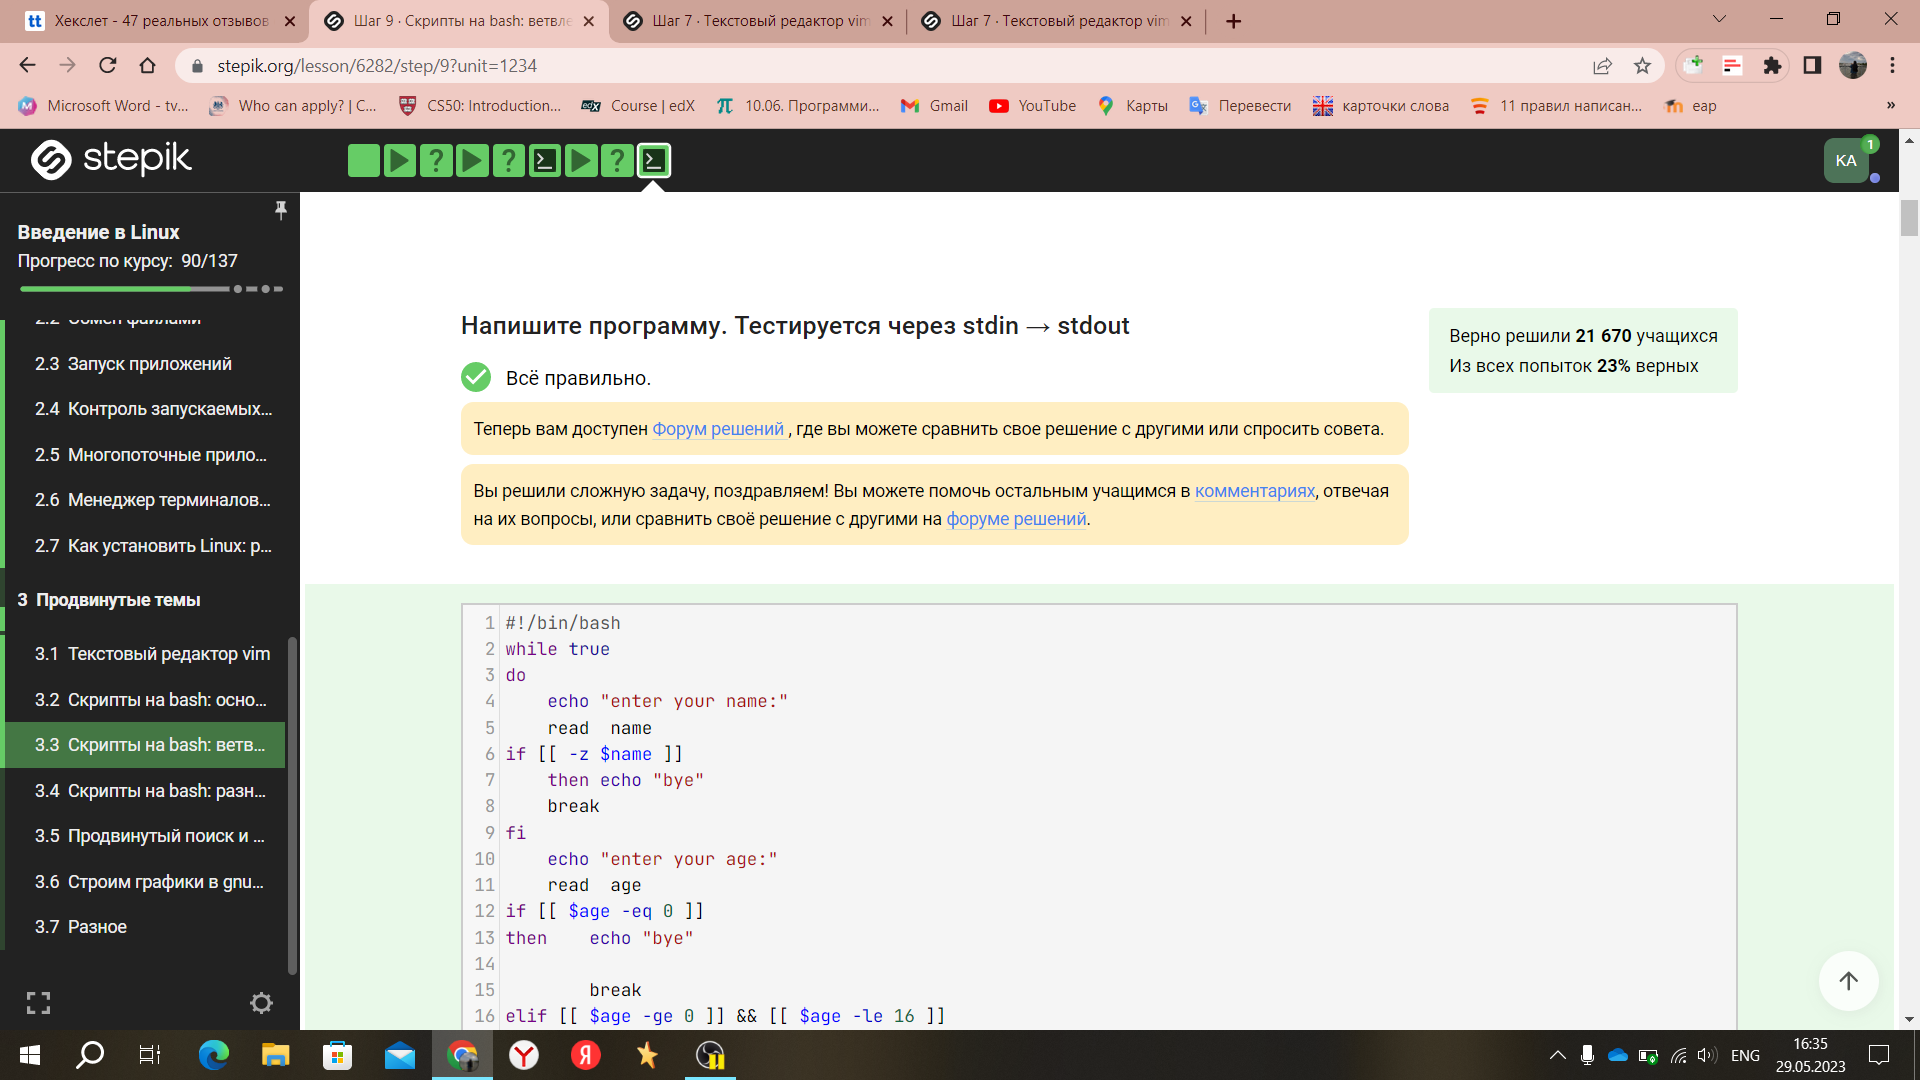 Хекслет - 47 реальных отзывов
Шаг 9 · Скрипты на bash: ветвле
Шаг 7 · Текстовый редактор vim
Шаг 7 · Текстовый редактор vim
stepik.org/lesson/6282/step/9?unit=1234
Microsoft Word - tv...
Who can apply? | C...
CS50: Introduction...
edX
Course | edX
10.06. Программи...
Gmail
YouTube
Карты
Перевести
карточки слова
11 правил написан...
eap
»
stepik
KA
1
Введение в Linux
Прогресс по курсу: 90/137
2.2 Обмен файлами
2.3 Запуск приложений
2.4 Контроль запускаемых...
2.5 Многопоточные прило...
2.6 Менеджер терминалов...
2.7 Как установить Linux: р...
3 Продвинутые темы
3.1 Текстовый редактор vim
3.2 Скрипты на bash: осно...
3.3 Скрипты на bash: ветв...
3.4 Скрипты на bash: разн...
3.5 Продвинутый поиск и ...
3.6 Строим графики в gnu...
3.7 Разное
Напишите программу. Тестируется через stdin → stdout
Всё правильно.
Теперь вам доступен Форум решений , где вы можете сравнить свое решение с другими или спросить совета.
Вы решили сложную задачу, поздравляем! Вы можете помочь остальным учащимся в комментариях, отвечая
на их вопросы, или сравнить своё решение с другими на форуме решений.
Верно решили 21 670 учащихся
Из всех попыток 23% верных
1 #!/bin/bash
2 while true
3 do
4     echo "enter your name:"
5     read  name
6 if [[ -z $name ]]
7     then echo "bye"
8     break
9 fi
10     echo "enter your age:"
11     read  age
12 if [[ $age -eq 0 ]]
13 then    echo "bye"
14
15         break
16 elif [[ $age -ge 0 ]] && [[ $age -le 16 ]]
ENG
16:35
29.05.2023